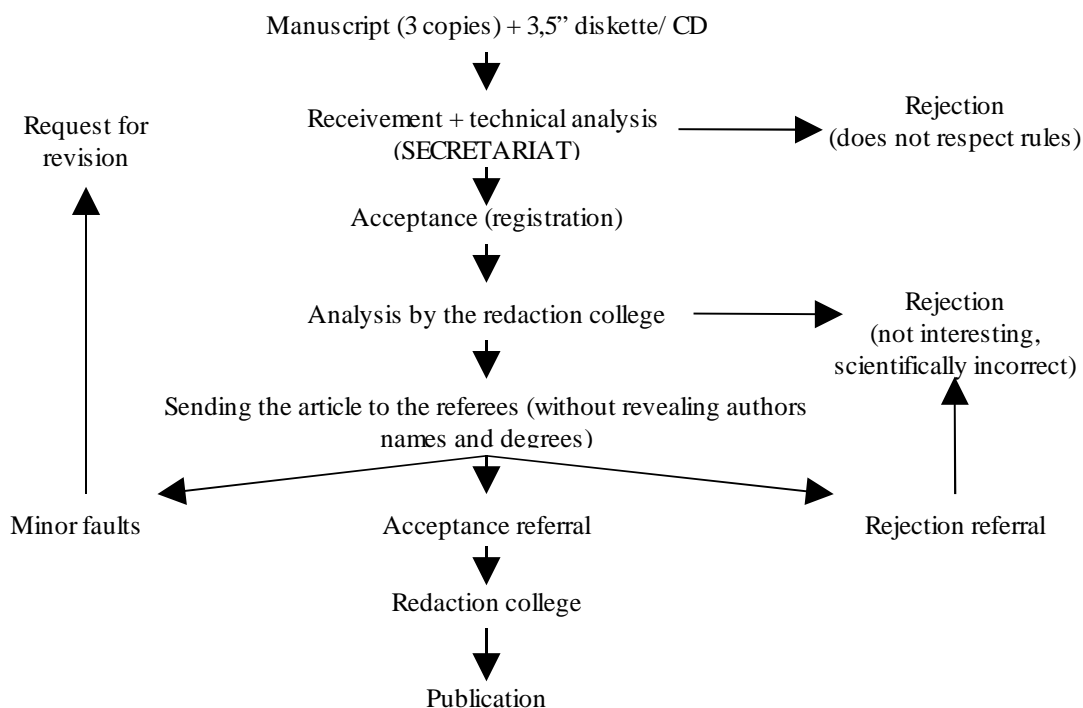 Manuscript (3 copies) + 3,5” diskette/ CD
Request for
revision
Receivement + technical analysis
(SECRETARIAT)
Rejection
(does not respect rules)
Acceptance (registration)
Analysis by the redaction college
Rejection
(not interesting,
scientifically incorrect)
Sending the article to the referees (without revealing authors
names and degrees)
Minor faults
Acceptance referral
Rejection referral
Redaction college
Publication